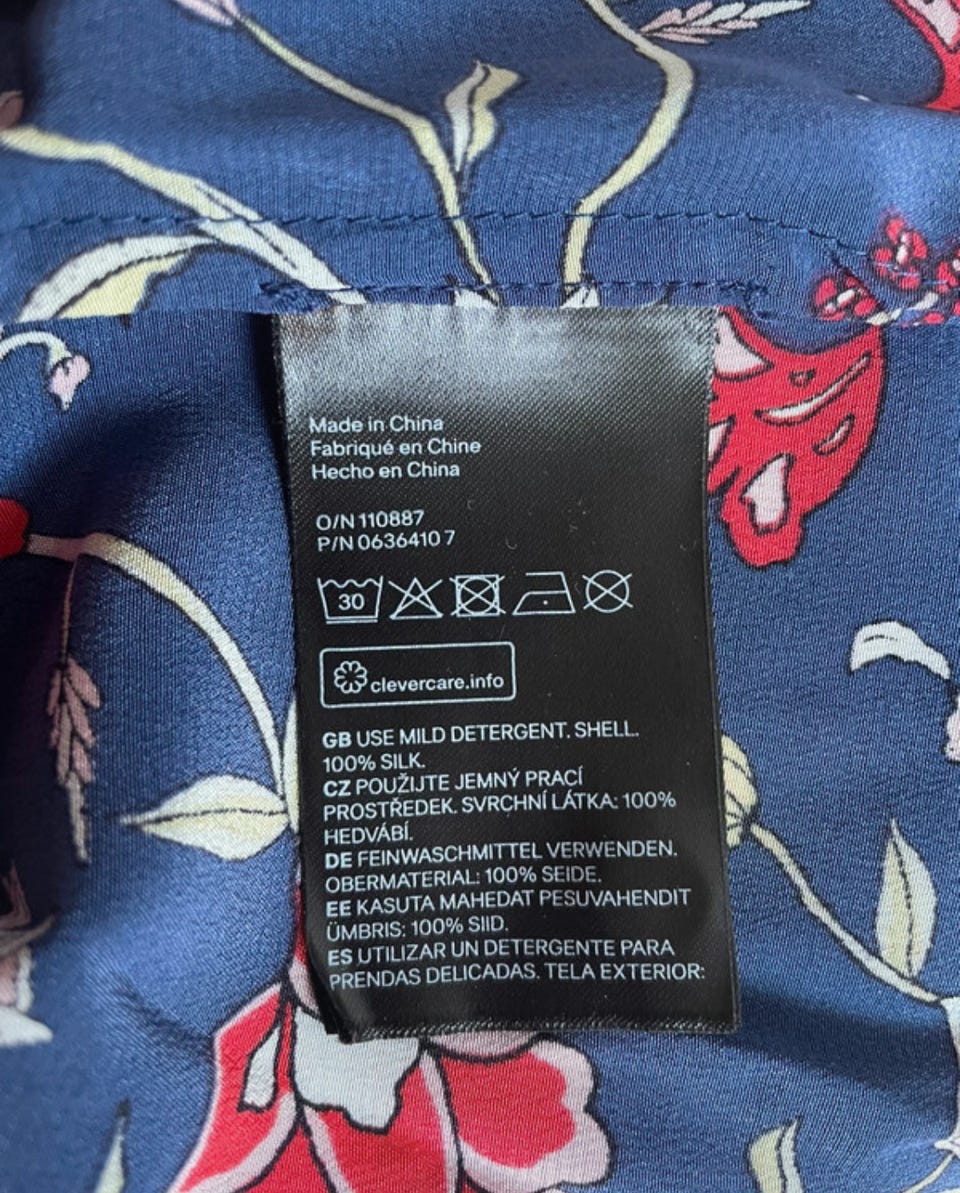 Made in China
Fabriqué en Chine
Hecho en China
O/N 110887
P/N 0636410 7
30
clevercare.info
GB USE MILD DETERGENT. SHELL.
100% SILK.
CZ POUŽIJTE JEMNÝ PRACÍ
PROSTŘEDEK. SVRCHNÍ LÁTKA: 100%
HEDVÁBÍ.
DE FEINWASCHMITTEL VERWENDEN.
OBERMATERIAL: 100% SEIDE.
EE KASUTA MAHEDAT PESUVAHENDIT
ÜMBRIS: 100% SIID.
ES UTILIZAR UN DETERGENTE PARA
PRENDAS DELICADAS. TELA EXTERIOR: